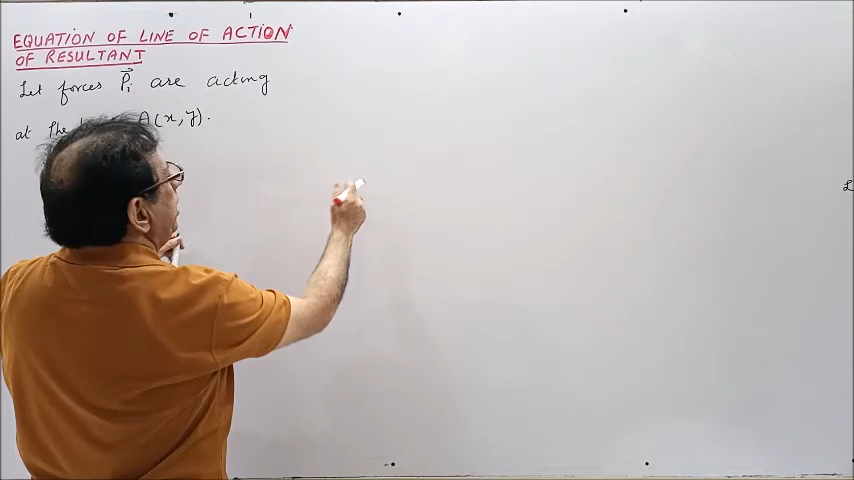 EQUATION OF LINE OF ACTION
OF RESULTANT
Let forces P⃗i are acting
at the A(x,y).
L